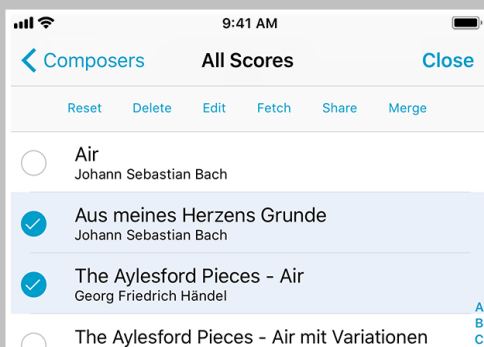 9:41 AM
Composers All Scores Close
Reset Delete Edit Fetch Share Merge
Air
Johann Sebastian Bach
Aus meines Herzens Grunde
Johann Sebastian Bach
The Aylesford Pieces - Air
Georg Friedrich Händel
A
B
The Aylesford Pieces - Air mit Variationen
C